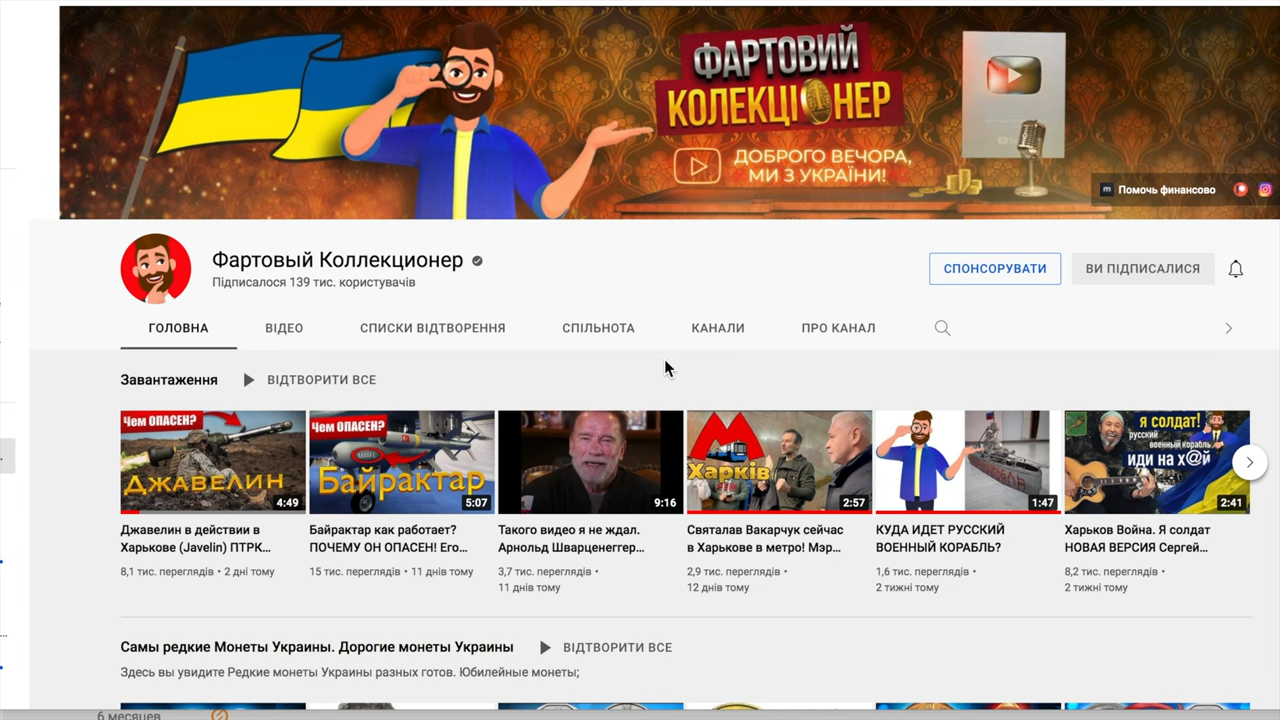 ФАРТОВИЙ
КОЛЕКЦІОНЕР
ДОБРОГО ВЕЧОРА,
МИ З УКРАЇНИ!
m Помочь финансово
Фартовый Коллекционер
Підписалося 139 тис. користувачів
СПОНСОРУВАТИ
ВИ ПІДПИСАЛИСЯ
ГОЛОВНА ВІДЕО СПИСКИ ВІДТВОРЕННЯ СПІЛЬНОТА КАНАЛИ ПРО КАНАЛ
Завантаження ВІДТВОРИТИ ВСЕ
Чем ОПАСЕН?
ДЖАВЕЛИН
4:49
Чем ОПАСЕН?
Байрактар
5:07
9:16
Харків
2:57
1:47
я солдат!
русский
военный корабль
иди на х@й
2:41
Джавелин в действии в
Харькове (Javelin) ПТРК...
8,1 тис. переглядів • 2 дні тому
Байрактар как работает?
ПОЧЕМУ ОН ОПАСЕН! Его...
15 тис. переглядів • 11 днів тому
Такого видео я не ждал.
Арнольд Шварценеггер...
3,7 тис. переглядів •
11 днів тому
Святалав Вакарчук сейчас
в Харькове в метро! Мэр...
2,9 тис. переглядів •
12 днів тому
КУДА ИДЕТ РУССКИЙ
ВОЕННЫЙ КОРАБЛЬ?
1,6 тис. переглядів •
2 тижні тому
Харьков Война. Я солдат
НОВАЯ ВЕРСИЯ Сергей...
8,2 тис. переглядів •
2 тижні тому
Самы редкие Монеты Украины. Дорогие монеты Украины ВІДТВОРИТИ ВСЕ
Здесь вы увидите Редкие монеты Украины разных готов. Юбилейные монеты;
6 месяцев